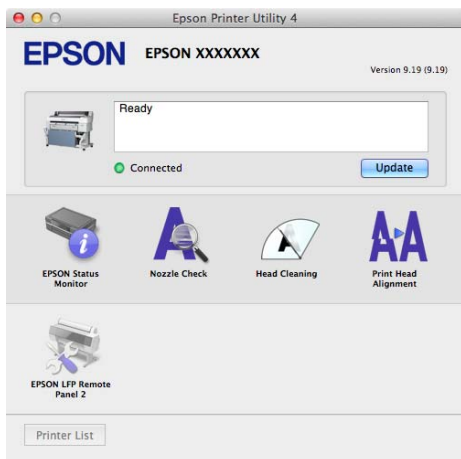 Epson Printer Utility 4
EPSON EPSON XXXXXXX
Version 9.19 (9.19)
Ready
Connected
Update
EPSON Status
Monitor
Nozzle Check
Head Cleaning
Print Head
Alignment
EPSON LFP Remote
Panel 2
Printer List